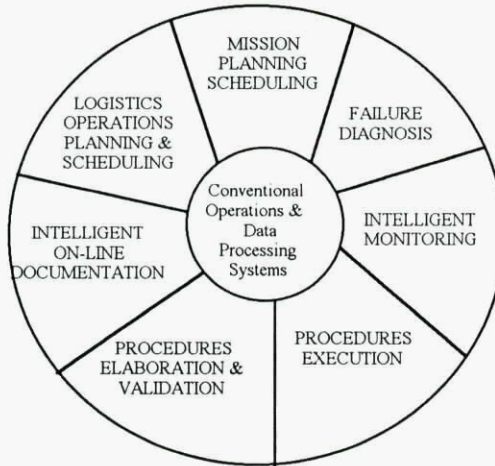 MISSION
PLANNING
SCHEDULING
FAILURE
DIAGNOSIS
INTELLIGENT
MONITORING
PROCEDURES
EXECUTION
PROCEDURES
ELABORATION &
VALIDATION
INTELLIGENT
ON-LINE
DOCUMENTATION
LOGISTICS
OPERATIONS
PLANNING &
SCHEDULING
Conventional
Operations &
Data
Processing
Systems